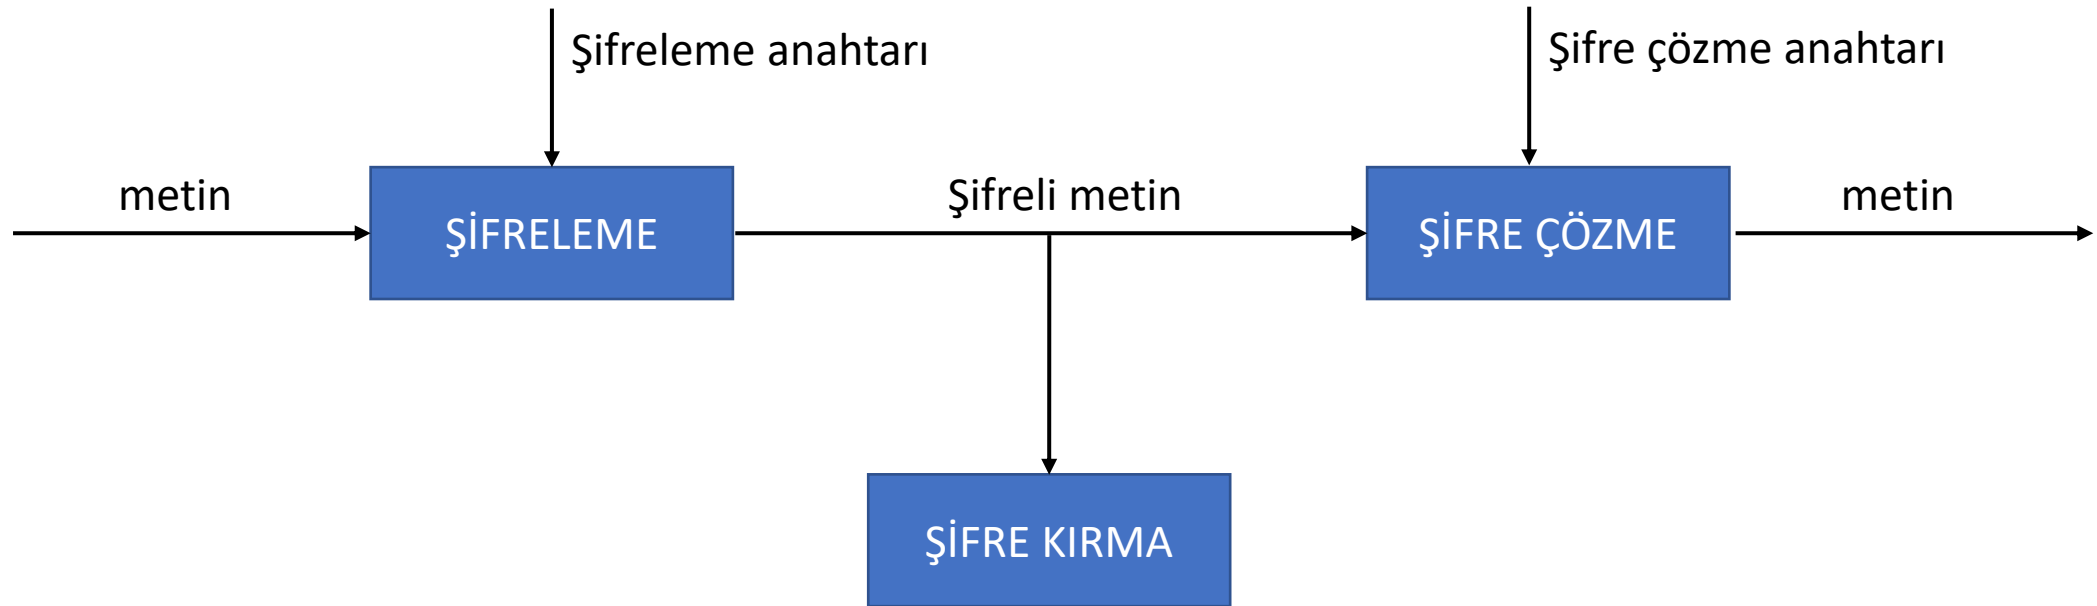 Şifreleme anahtarı
Şifre çözme anahtarı
metin
ŞİFRELEME
Şifreli metin
ŞİFRE ÇÖZME
metin
ŞİFRE KIRMA